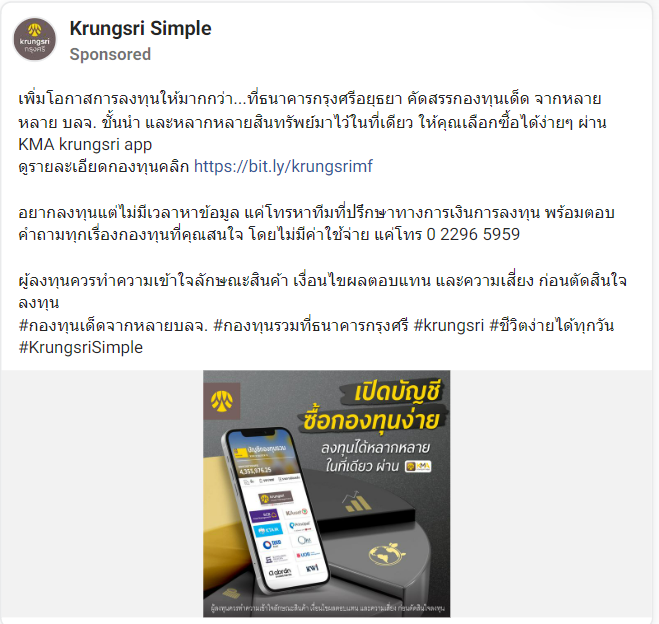 Krungsri Simple
Sponsored
krungsri
กรุงศรี
เพิ่มโอกาสการลงทุนให้มากกว่า...ที่ธนาคารกรุงศรีอยุธยา คัดสรรกองทุนเด็ด จากหลาย
หลาย บลจ. ชั้นนำ และหลากหลายสินทรัพย์มาไว้ในที่เดียว ให้คุณเลือกซื้อได้ง่ายๆ ผ่าน
KMA krungsri app
ดูรายละเอียดกองทุนคลิก https://bit.ly/krungsrimf
อยากลงทุนแต่ไม่มีเวลาหาข้อมูล แค่โทรหาทีมที่ปรึกษาทางการเงินการลงทุน พร้อมตอบ
คำถามทุกเรื่องกองทุนที่คุณสนใจ โดยไม่มีค่าใช้จ่าย แค่โทร 0 2296 5959
ผู้ลงทุนควรทำความเข้าใจลักษณะสินค้า เงื่อนไขผลตอบแทน และความเสี่ยง ก่อนตัดสินใจ
ลงทุน
#กองทุนเด็ดจากหลายบลจ. #กองทุนรวมที่ธนาคารกรุงศรี #krungsri #ชีวิตง่ายได้ทุกวัน
#KrungsriSimple
เปิดบัญชี
ซื้อกองทุนง่าย
ลงทุนได้หลากหลาย
ในที่เดียว ผ่าน
บัญชีกองทุนรวม
krungsri
Principal
UOB
abrdn
KWI
ผู้ลงทุนควรทำความเข้าใจลักษณะสินค้า เงื่อนไขผลตอบแทน และความเสี่ยง ก่อนตัดสินใจลงทุน